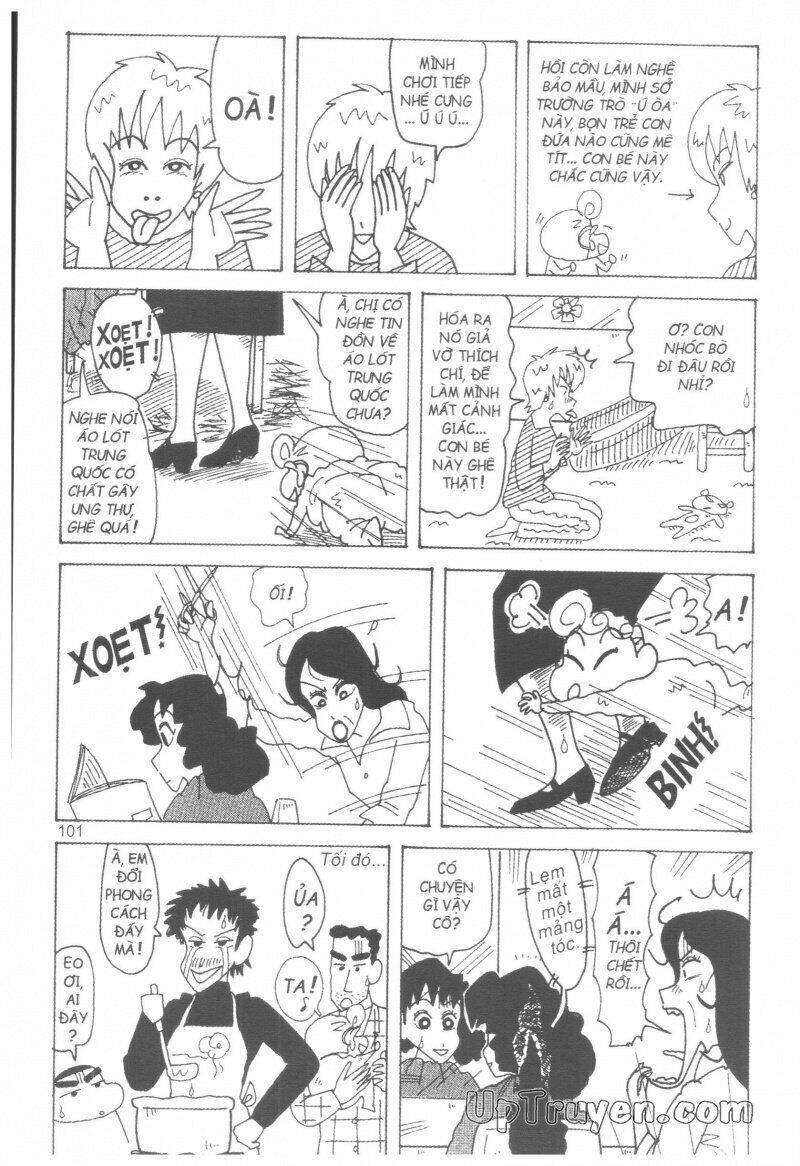 OÀ!
MÌNH
CHƠI TIẾP
NHÉ CƯNG
... Ú Ú Ú...
HỒI CÒN LÀM NGHỀ
BẢO MẪU, MÌNH SỞ
TRƯỜNG TRÒ "Ú ÒA"
NÀY, BỌN TRẺ CON
ĐỨA NÀO CŨNG MÊ
TÍT... CON BÉ NÀY
CHẮC CŨNG VẬY.
XOẸT!
XOẸT!
NGHE NÓI
ÁO LÓT
TRUNG
QUỐC CÓ
CHẤT GÂY
UNG THƯ,
GHÊ QUÁ!
À, CHỊ CÓ
NGHE TIN
ĐỒN VỀ
ÁO LÓT
TRUNG
QUỐC
CHƯA?
HÓA RA
NÓ GIẢ
VỜ THÍCH
CHÍ, ĐỂ
LÀM MÌNH
MẤT CẢNH
GIÁC...
CON BÉ
NÀY GHÊ
THẬT!
Ơ? CON
NHÓC BÒ
ĐI ĐÂU RỒI
NHỈ?
XOẸT!
ỐI!
A!
BINH!
101
À, EM
ĐỔI
PHONG
CÁCH
ĐẤY
MÀ!
EO
ƠI,
AI
ĐÂY?
Tối đó...
ỦA
?
TA!
CÓ
CHUYỆN
GÌ VẬY
CÔ?
Lẹm
mất
một
mảng
tóc.
Á
Á...
THÔI
CHẾT
RỒI...
UpTruyen.com